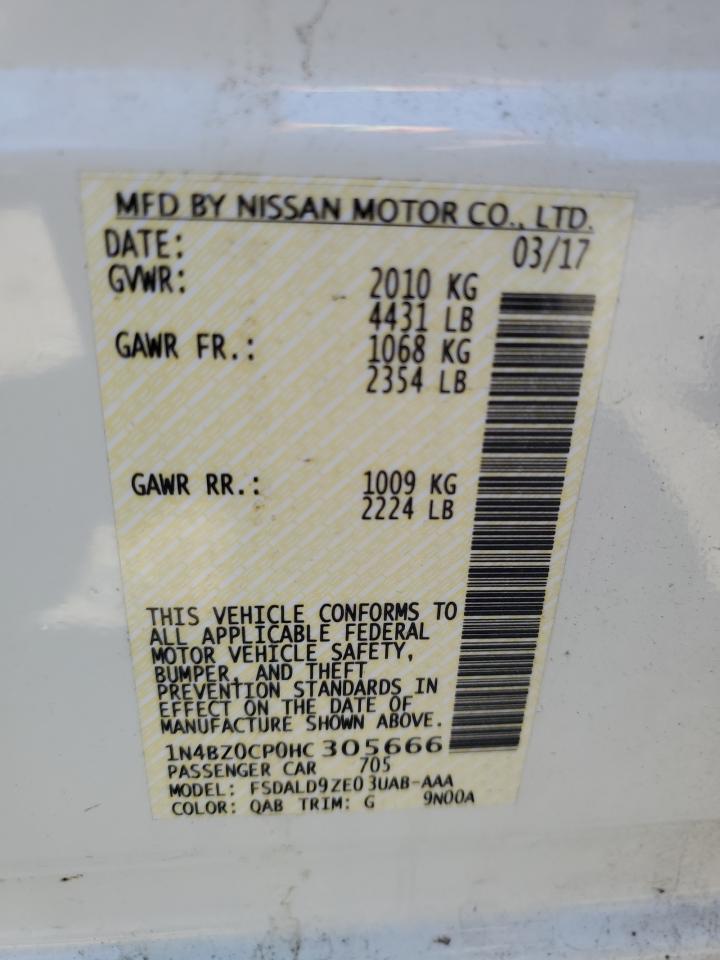 MFD BY NISSAN MOTOR CO., LTD.
DATE: 03/17
GVWR: 2010 KG
4431 LB
GAWR FR.: 1068 KG
2354 LB
GAWR RR.: 1009 KG
2224 LB
THIS VEHICLE CONFORMS TO
ALL APPLICABLE FEDERAL
MOTOR VEHICLE SAFETY,
BUMPER, AND THEFT
PREVENTION STANDARDS IN
EFFECT ON THE DATE OF
MANUFACTURE SHOWN ABOVE.
1N4BZ0CP0HC 305666
PASSENGER CAR 705
MODEL: FSDALD9ZE03UAB-AAA
COLOR: QAB TRIM: G 9N00A